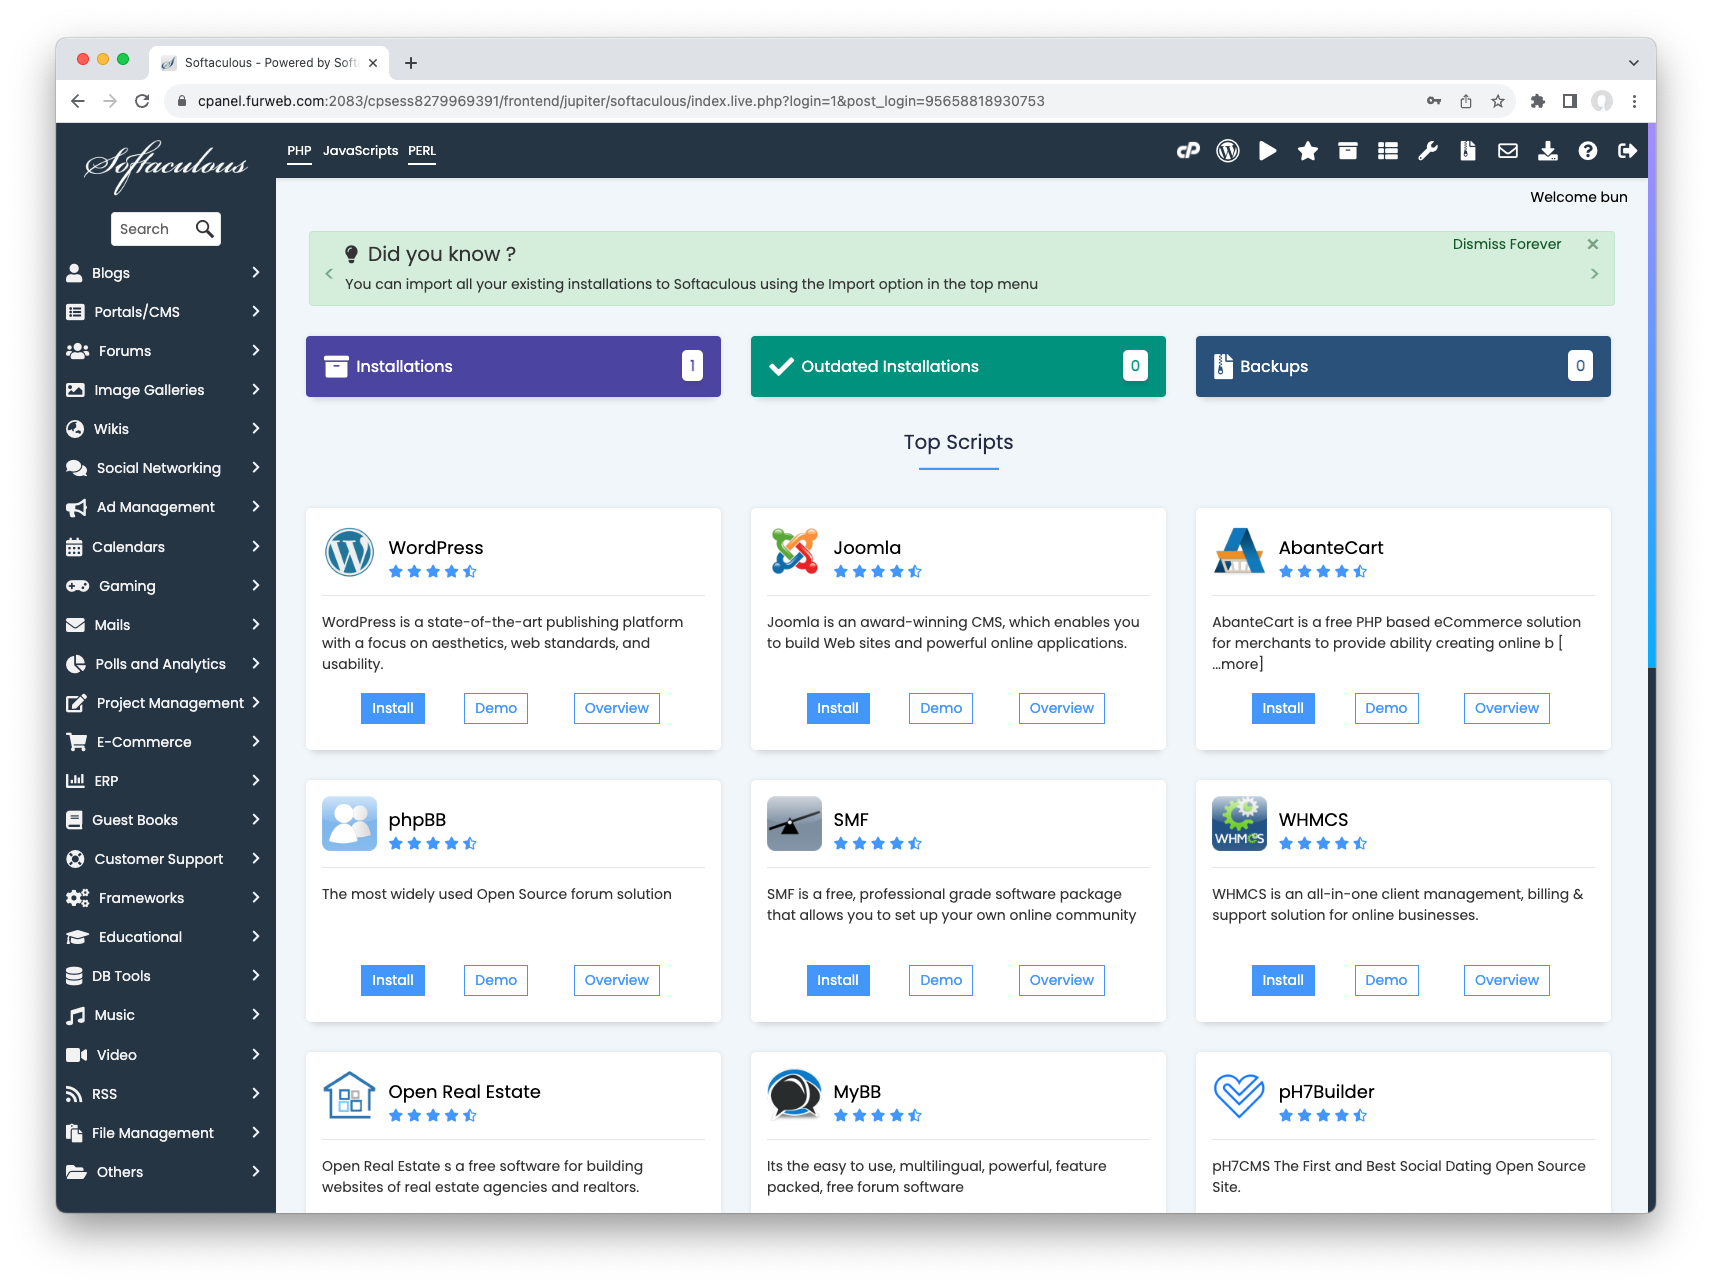 Softaculous - Powered by Soft
cpanel.furweb.com:2083/cpsess8279969391/frontend/jupiter/softaculous/index.live.php?login=1&post_login=95658818930753
Softaculous
PHP JavaScripts PERL
Welcome bun
Search
Blogs
Portals/CMS
Forums
Image Galleries
Wikis
Social Networking
Ad Management
Calendars
Gaming
Mails
Polls and Analytics
Project Management
E-Commerce
ERP
Guest Books
Customer Support
Frameworks
Educational
DB Tools
Music
Video
RSS
File Management
Others
Did you know ?
Dismiss Forever
You can import all your existing installations to Softaculous using the Import option in the top menu
Installations 1
Outdated Installations 0
Backups 0
Top Scripts
WordPress
WordPress is a state-of-the-art publishing platform
with a focus on aesthetics, web standards, and
usability.
Install Demo Overview
Joomla
Joomla is an award-winning CMS, which enables you
to build Web sites and powerful online applications.
Install Demo Overview
AbanteCart
AbanteCart is a free PHP based eCommerce solution
for merchants to provide ability creating online b [
...more]
Install Demo Overview
phpBB
The most widely used Open Source forum solution
Install Demo Overview
SMF
SMF is a free, professional grade software package
that allows you to set up your own online community
Install Demo Overview
WHMCS
WHMCS
WHMCS is an all-in-one client management, billing &
support solution for online businesses.
Install Demo Overview
Open Real Estate
Open Real Estate s a free software for building
websites of real estate agencies and realtors.
MyBB
Its the easy to use, multilingual, powerful, feature
packed, free forum software
pH7Builder
pH7CMS The First and Best Social Dating Open Source
Site.